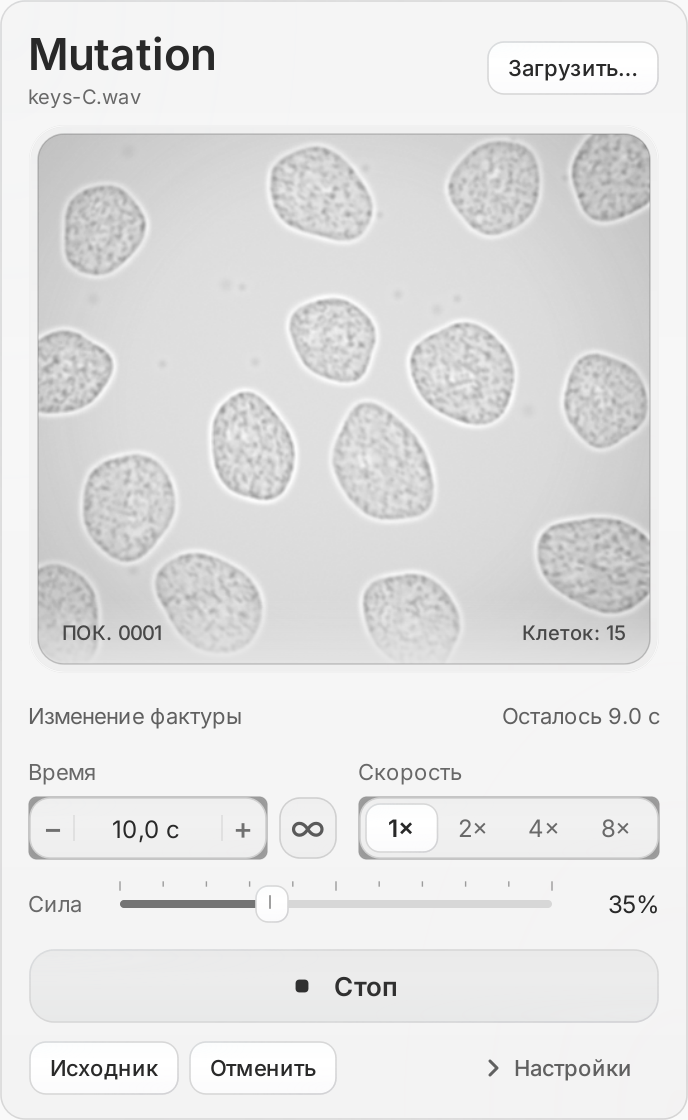 Mutation
Загрузить...
keys-C.wav
ПОК. 0001
Клеток: 15
Изменение фактуры
Осталось 9.0 с
Время
Скорость
− 10,0 с + ∞
1× 2× 4× 8×
Сила
35%
Стоп
Исходник
Отменить
Настройки